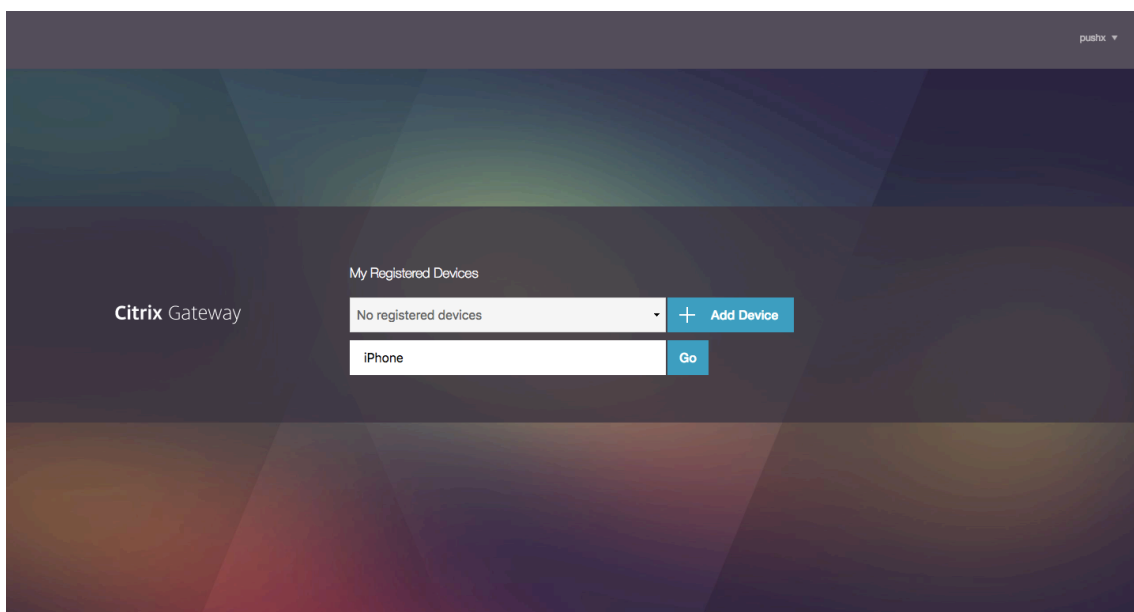 pushx
My Registered Devices
Citrix Gateway
No registered devices
Add Device
iPhone
Go